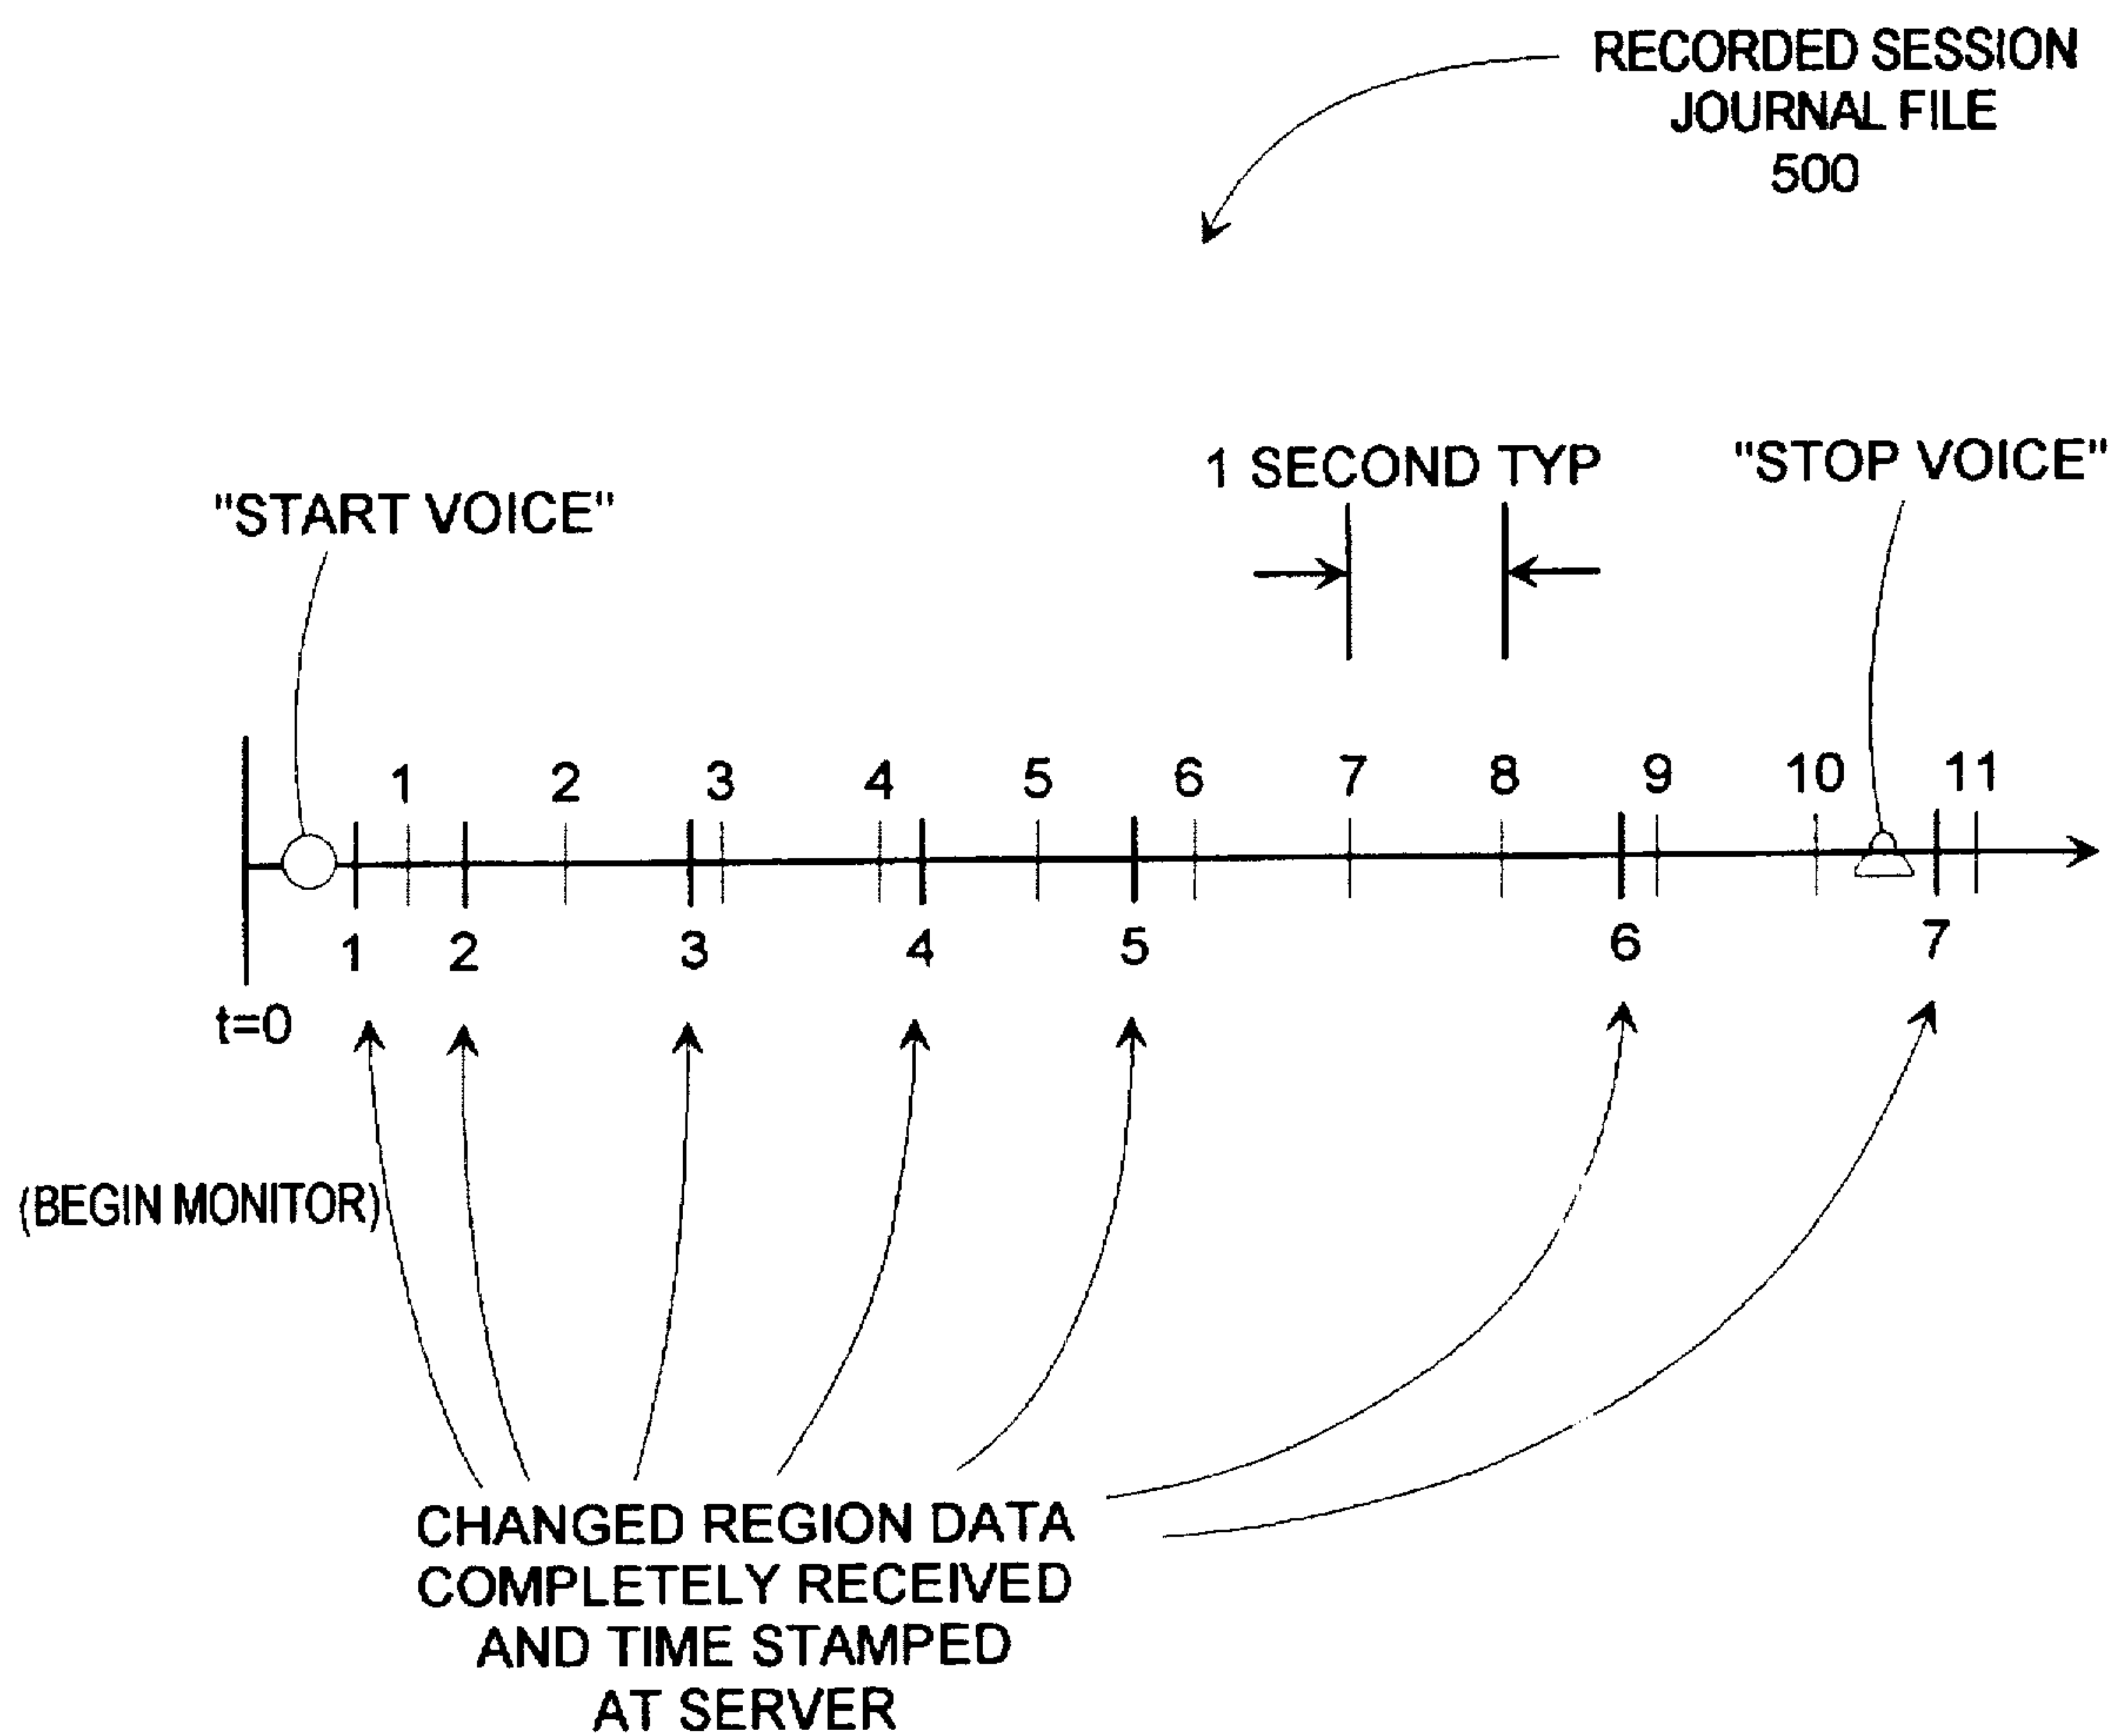 RECORDED SESSION
JOURNAL FILE
500
1 SECOND TYP
"STOP VOICE"
"START VOICE"
1 2 3 4 5 6 7 8 9 10 11
1 2 3 4 5 6 7
t=0
(BEGIN MONITOR)
CHANGED REGION DATA
COMPLETELY RECEIVED
AND TIME STAMPED
AT SERVER